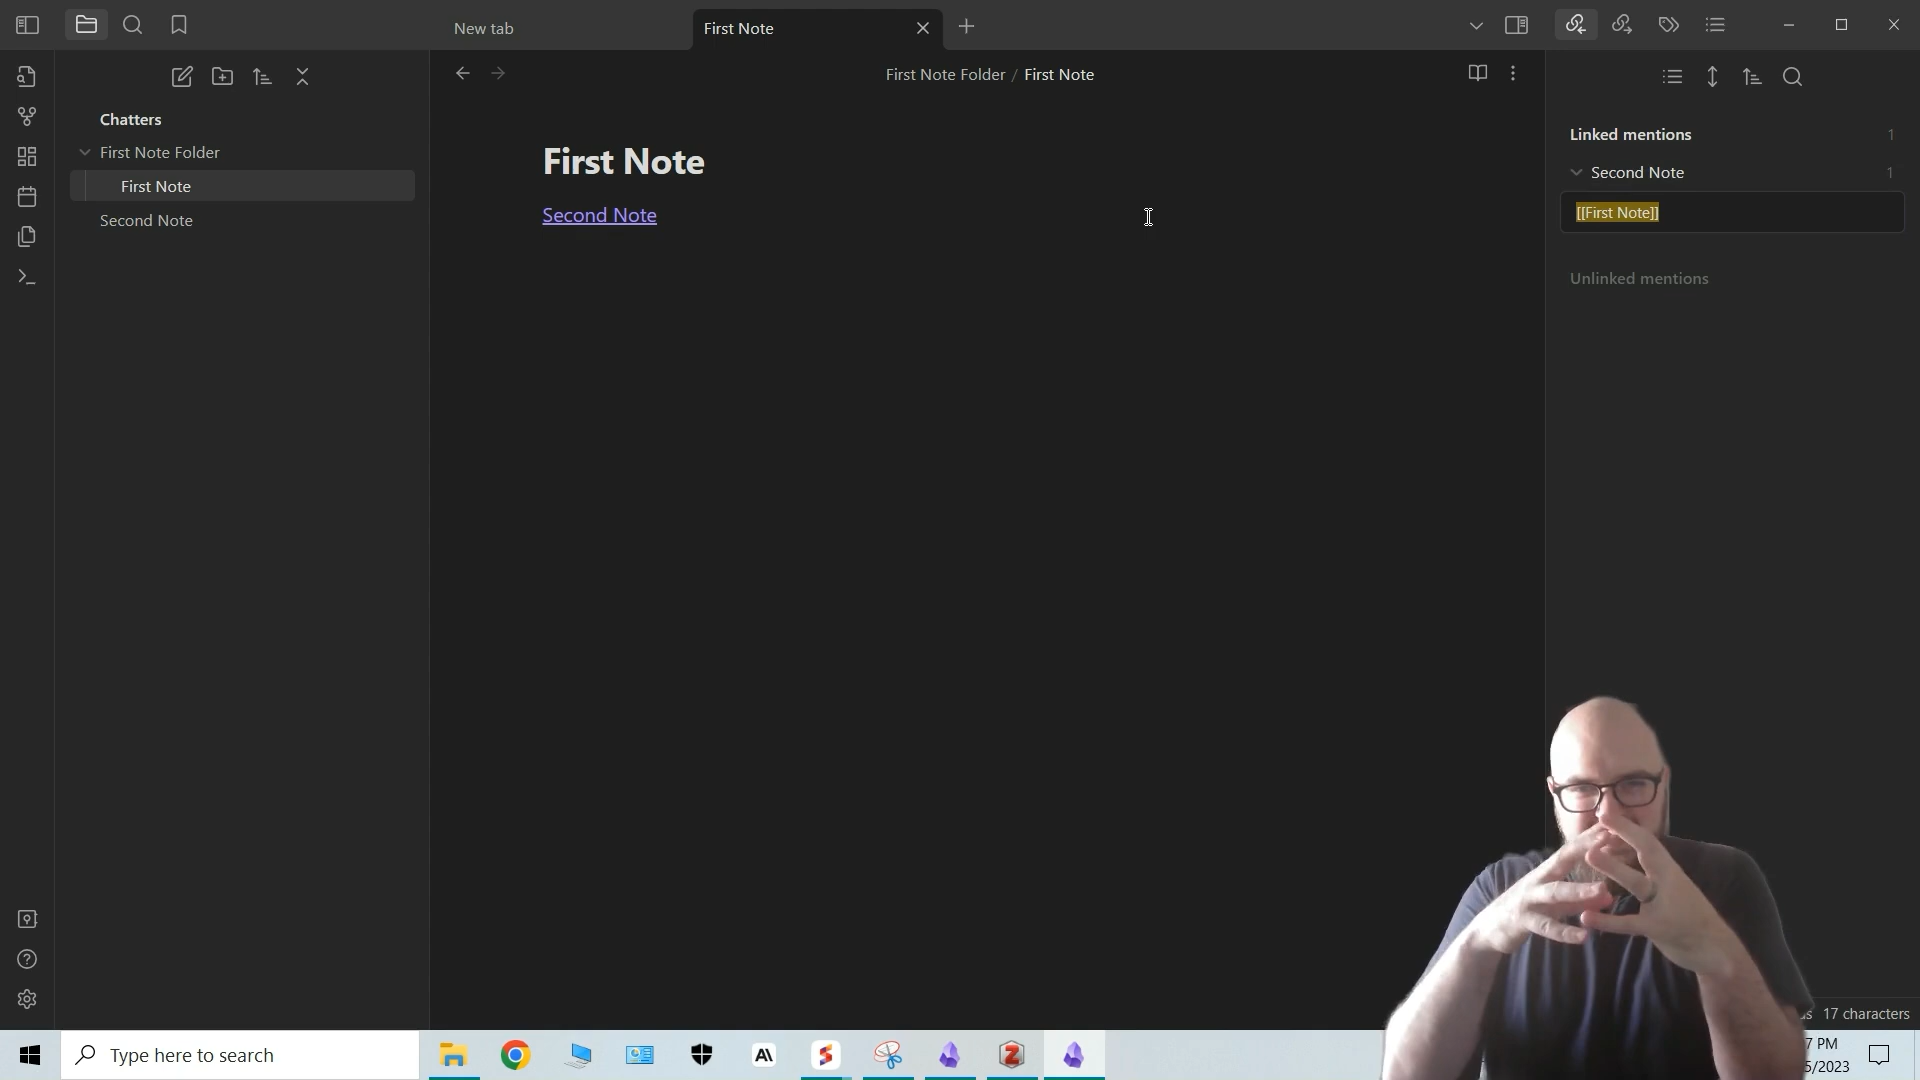 New tab
First Note
First Note Folder / First Note
Chatters
First Note Folder
First Note
Second Note
First Note
Second Note
Linked mentions 1
Second Note 1
[[First Note]]
Unlinked mentions
17 characters
Type here to search
7 PM
5/2023